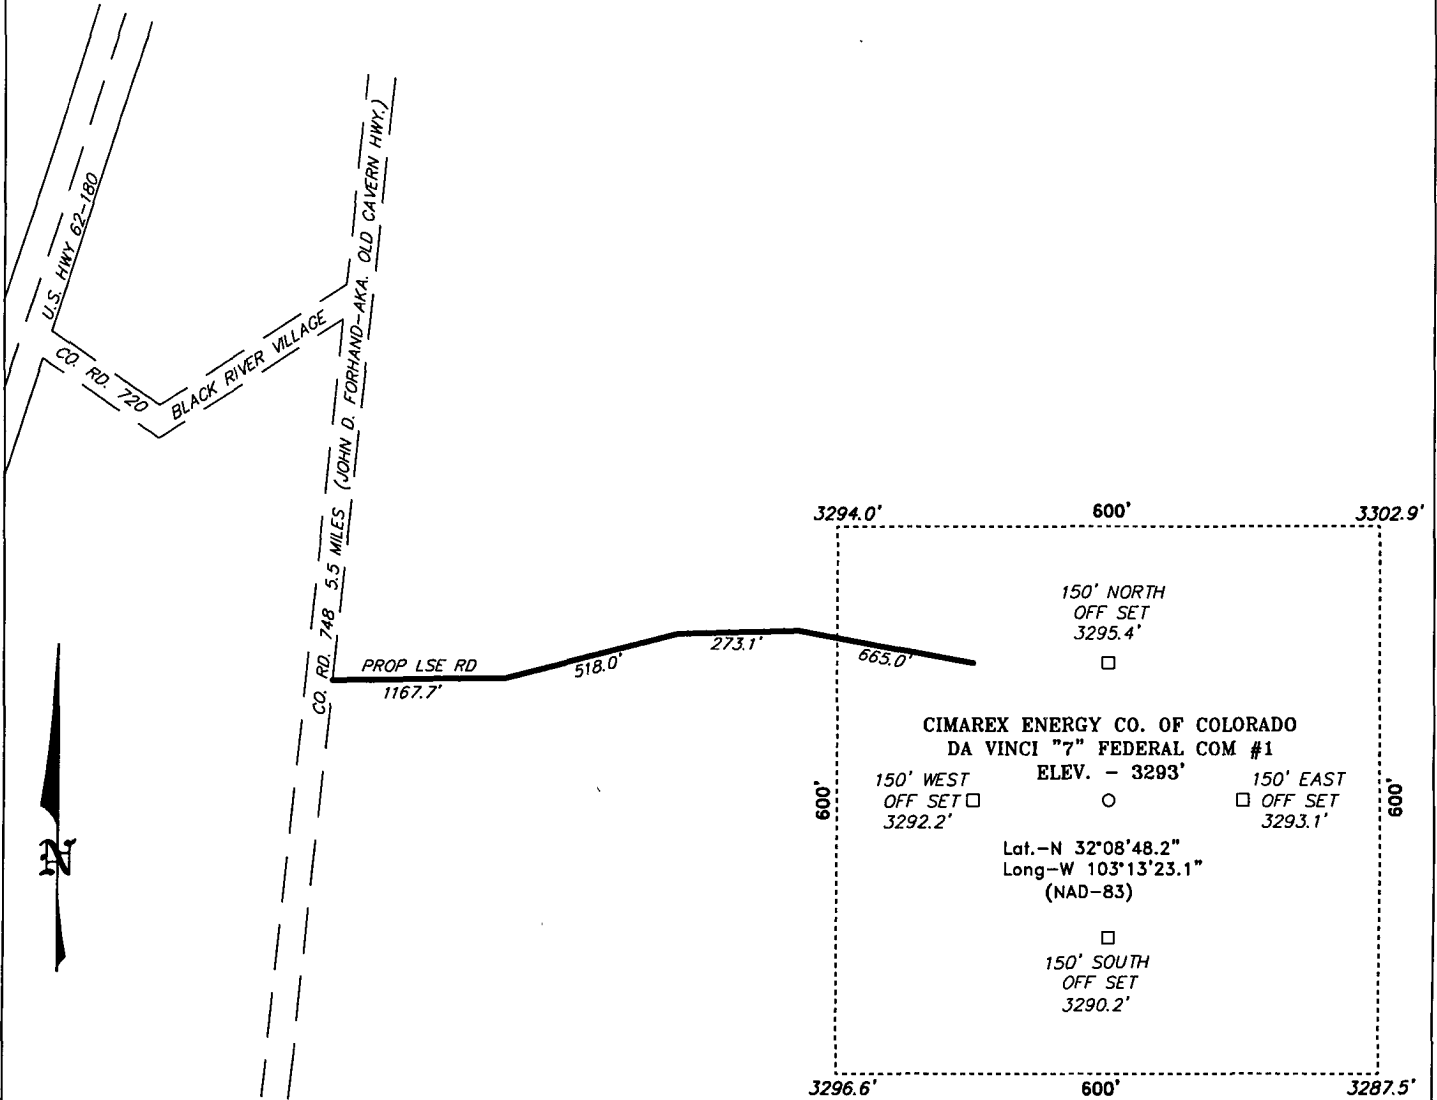 U.S. HWY 62-180
CO. RD. 720
BLACK RIVER VILLAGE
CO. RD. 748 5.5 MILES (JOHN D. FORHAND-AKA. OLD CAVERN HWY.)
PROP LSE RD
1167.7'
518.0'
273.1'
665.0'
N
3294.0'
600'
3302.9'
150' NORTH
OFF SET
3295.4'
CIMAREX ENERGY CO. OF COLORADO
DA VINCI "7" FEDERAL COM #1
ELEV. - 3293'
600'
150' WEST
OFF SET
3292.2'
150' EAST
OFF SET
3293.1'
600'
Lat.-N 32°08'48.2"
Long-W 103°13'23.1"
(NAD-83)
150' SOUTH
OFF SET
3290.2'
3296.6'
600'
3287.5'